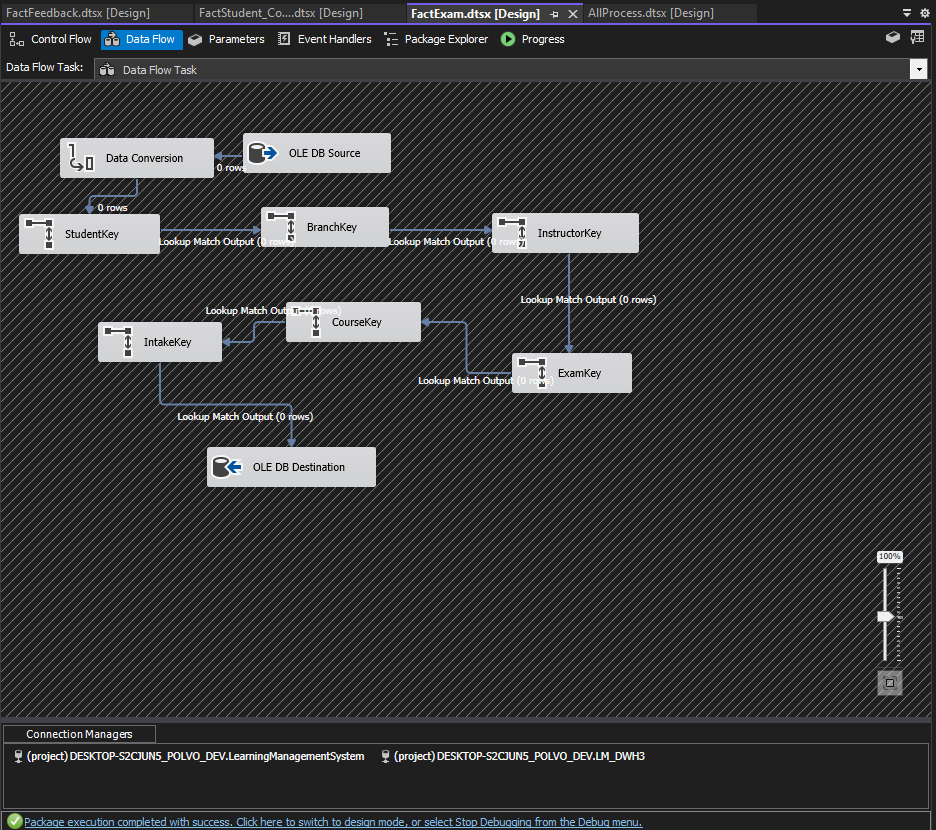 FactFeedback.dtsx [Design]
FactStudent_Co....dtsx [Design]
FactExam.dtsx [Design]
AllProcess.dtsx [Design]
Control Flow
Data Flow
Parameters
Event Handlers
Package Explorer
Progress
Data Flow Task:
Data Flow Task
Data Conversion
OLE DB Source
0 rows
0 rows
StudentKey
BranchKey
InstructorKey
Lookup Match Output (0 rows)
Lookup Match Output (0 rows)
Lookup Match Output (0 rows)
Lookup Match Output (0 rows)
CourseKey
IntakeKey
ExamKey
Lookup Match Output (0 rows)
Lookup Match Output (0 rows)
OLE DB Destination
100%
Connection Managers
(project) DESKTOP-S2CJUN5_POLVO_DEV.LearningManagementSystem
(project) DESKTOP-S2CJUN5_POLVO_DEV.LM_DWH3
Package execution completed with success. Click here to switch to design mode, or select Stop Debugging from the Debug menu.